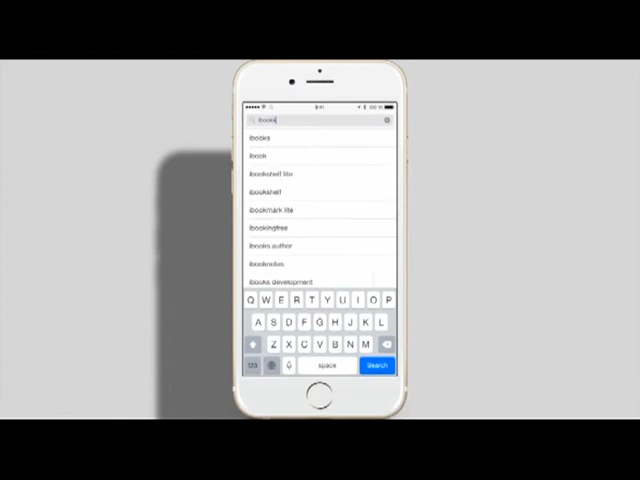 ibooks
ibooks
ibook
ibookshelf lite
ibookshelf
ibookmark lite
ibookingfree
ibooks author
ibooknotes
ibooks development
Q W E R T Y U I O P
A S D F G H J K L
Z X C V B N M
123 space Search